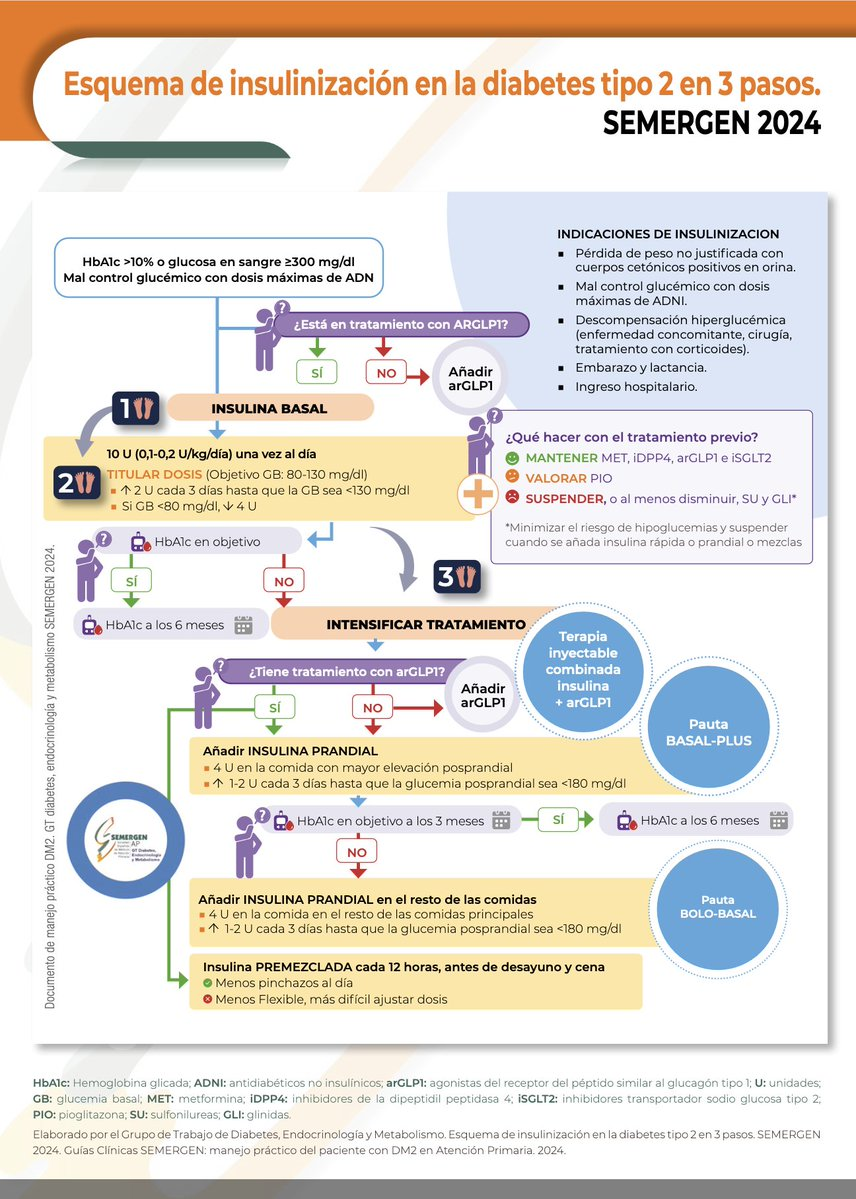 Esquema de insulinización en la diabetes tipo 2 en 3 pasos.
SEMERGEN 2024
HbA1c >10% o glucosa en sangre ≥300 mg/dl
Mal control glucémico con dosis máximas de ADN
INDICACIONES DE INSULINIZACION
▪ Pérdida de peso no justificada con
cuerpos cetónicos positivos en orina.
▪ Mal control glucémico con dosis
máximas de ADNI.
▪ Descompensación hiperglucémica
(enfermedad concomitante, cirugía,
tratamiento con corticoides).
▪ Embarazo y lactancia.
▪ Ingreso hospitalario.
?
¿Está en tratamiento con ARGLP1?
SÍ
NO
Añadir
arGLP1
1
INSULINA BASAL
2
10 U (0,1-0,2 U/kg/día) una vez al día
TITULAR DOSIS (Objetivo GB: 80-130 mg/dl)
▪ ↑ 2 U cada 3 días hasta que la GB sea <130 mg/dl
▪ Si GB <80 mg/dl, ↓ 4 U
?
¿Qué hacer con el tratamiento previo?
MANTENER MET, iDPP4, arGLP1 e iSGLT2
VALORAR PIO
SUSPENDER, o al menos disminuir, SU y GLI*
*Minimizar el riesgo de hipoglucemias y suspender
cuando se añada insulina rápida o prandial o mezclas
?
HbA1c en objetivo
SÍ
NO
3
HbA1c a los 6 meses
INTENSIFICAR TRATAMIENTO
Terapia
inyectable
combinada
insulina
+ arGLP1
?
¿Tiene tratamiento con arGLP1?
SÍ
NO
Añadir
arGLP1
Pauta
BASAL-PLUS
Añadir INSULINA PRANDIAL
▪ 4 U en la comida con mayor elevación posprandial
▪ ↑ 1-2 U cada 3 días hasta que la glucemia posprandial sea <180 mg/dl
?
HbA1c en objetivo a los 3 meses
SÍ
HbA1c a los 6 meses
NO
SEMERGEN
AP
GT Diabetes,
Endocrinología
y Metabolismo
Añadir INSULINA PRANDIAL en el resto de las comidas
▪ 4 U en la comida en el resto de las comidas principales
▪ ↑ 1-2 U cada 3 días hasta que la glucemia posprandial sea <180 mg/dl
Pauta
BOLO-BASAL
Insulina PREMEZCLADA cada 12 horas, antes de desayuno y cena
Menos pinchazos al día
Menos Flexible, más difícil ajustar dosis
Documento de manejo práctico DM2. GT diabetes, endocrinología y metabolismo SEMERGEN 2024.
HbA1c: Hemoglobina glicada; ADNI: antidiabéticos no insulínicos; arGLP1: agonistas del receptor del péptido similar al glucagón tipo 1; U: unidades;
GB: glucemia basal; MET: metformina; iDPP4: inhibidores de la dipeptidil peptidasa 4; iSGLT2: inhibidores transportador sodio glucosa tipo 2;
PIO: pioglitazona; SU: sulfonilureas; GLI: glinidas.
Elaborado por el Grupo de Trabajo de Diabetes, Endocrinología y Metabolismo. Esquema de insulinización en la diabetes tipo 2 en 3 pasos. SEMERGEN
2024. Guías Clínicas SEMERGEN: manejo práctico del paciente con DM2 en Atención Primaria. 2024.